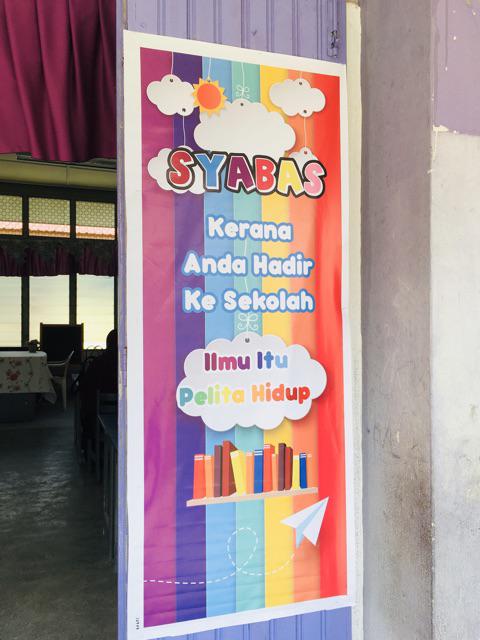 SYABAS
Kerana
Anda Hadir
Ke Sekolah
Ilmu Itu
Pelita Hidup